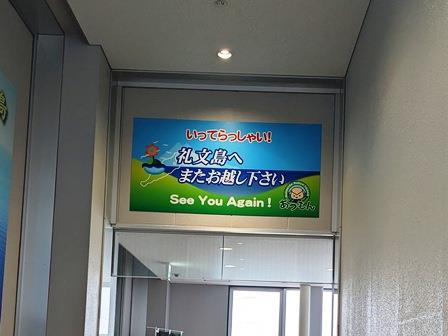 いってらっしゃい!
礼文島へ
またお越し下さい
See You Again!
あつもん
島